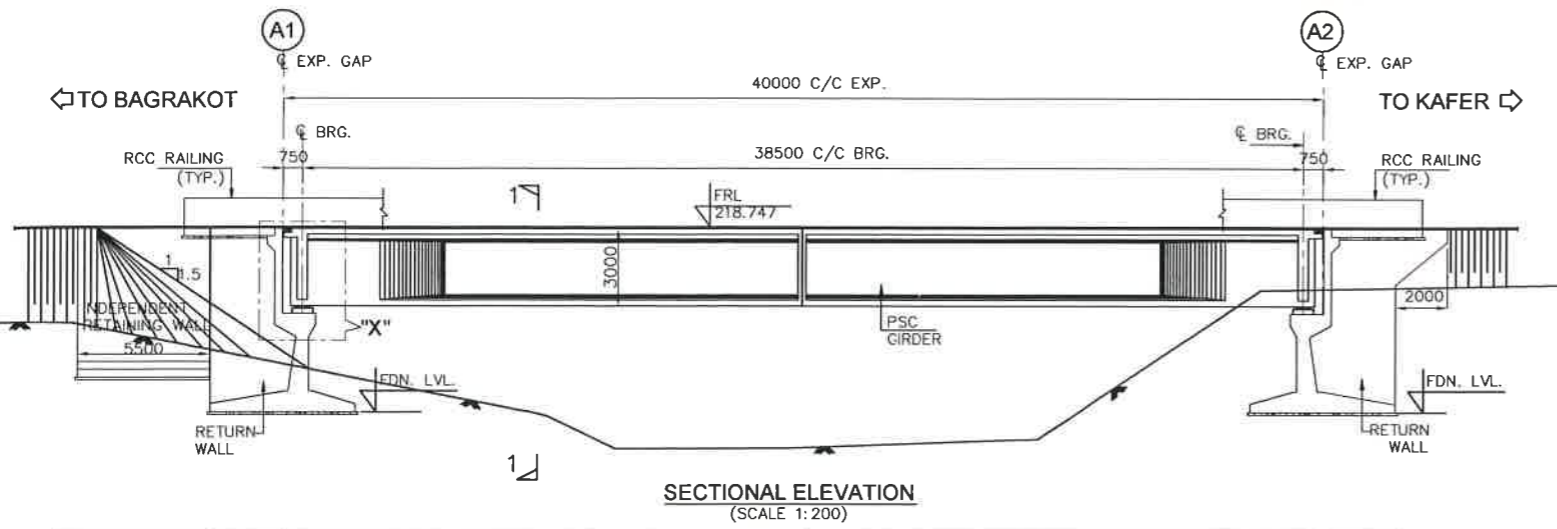 A1
A2
℄ EXP. GAP
℄ EXP. GAP
40000 C/C EXP.
⇦TO BAGRAKOT
TO KAFER ⇨
℄ BRG.
℄ BRG.
RCC RAILING
(TYP.)
750
38500 C/C BRG.
750
RCC RAILING
(TYP.)
1
FRL
218.747
1
1.5
3000
NDEPENDENT
RETAINING WALL
5500
"X"
PSC
GIRDER
2000
FDN. LVL.
FDN. LVL.
RETURN
WALL
RETURN
WALL
1
SECTIONAL ELEVATION
(SCALE 1:200)